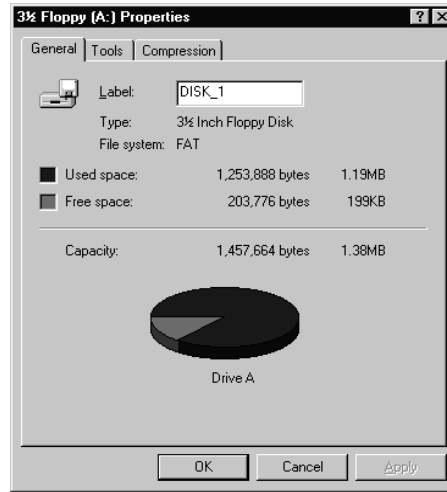 3½ Floppy (A:) Properties
General Tools Compression
Label: DISK_1
Type: 3½ Inch Floppy Disk
File system: FAT
Used space: 1,253,888 bytes 1.19MB
Free space: 203,776 bytes 199KB
Capacity: 1,457,664 bytes 1.38MB
Drive A
OK Cancel Apply